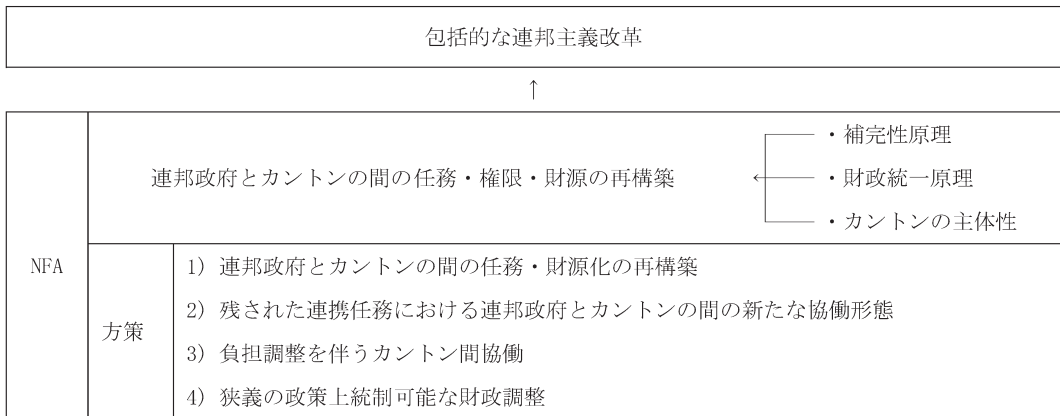 包括的な連邦主義改革
↑
・補完性原理
連邦政府とカントンの間の任務・権限・財源の再構築 ← ・財政統一原理
・カントンの主体性
NFA
方策
1) 連邦政府とカントンの間の任務・財源化の再構築
2) 残された連携任務における連邦政府とカントンの間の新たな協働形態
3) 負担調整を伴うカントン間協働
4) 狭義の政策上統制可能な財政調整